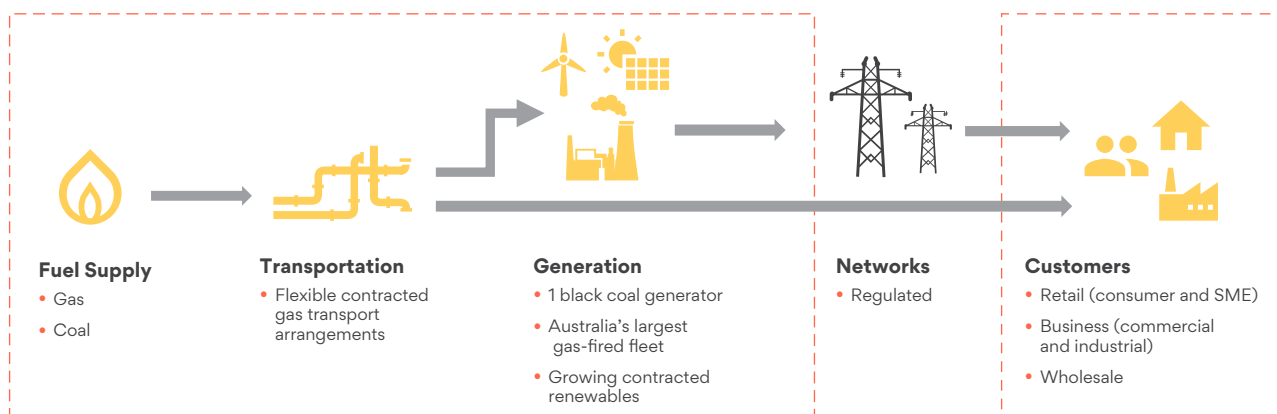 Fuel Supply
• Gas
• Coal
Transportation
• Flexible contracted
gas transport
arrangements
Generation
• 1 black coal generator
• Australia's largest
gas-fired fleet
• Growing contracted
renewables
Networks
• Regulated
Customers
• Retail (consumer and SME)
• Business (commercial
and industrial)
• Wholesale